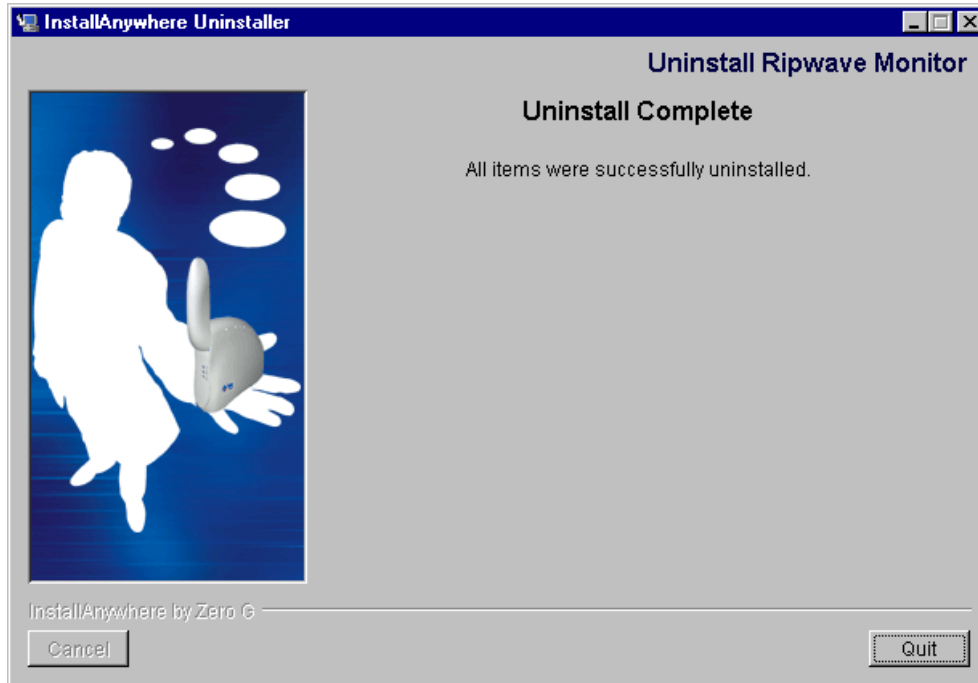 InstallAnywhere Uninstaller
Uninstall Ripwave Monitor
Uninstall Complete
All items were successfully uninstalled.
InstallAnywhere by Zero G
Cancel
Quit